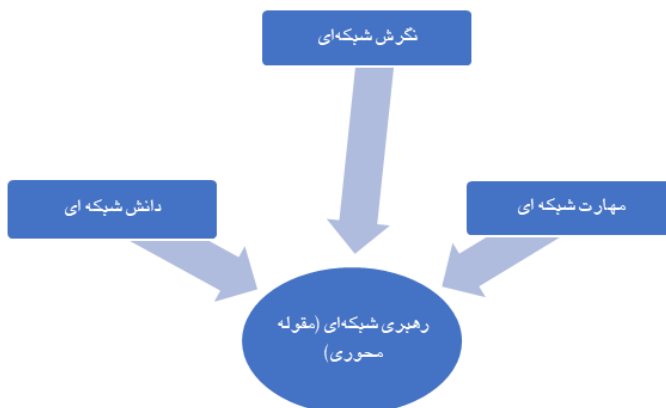 نگرش شبکه‌ای
مهارت شبکه ای
دانش شبکه ای
رهبری شبکه‌ای (مقوله
محوری)